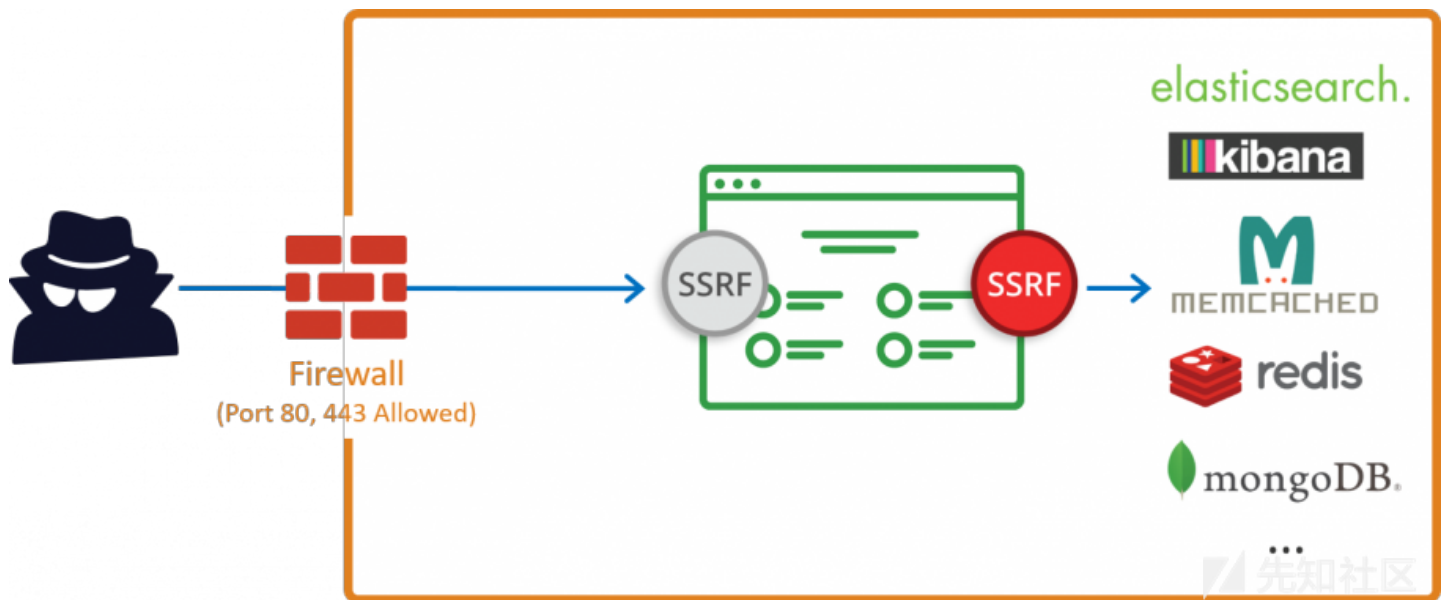 elasticsearch.
kibana
SSRF
SSRF
MEMCACHED
Firewall
(Port 80, 443 Allowed)
redis
mongoDB®
...
先知社区